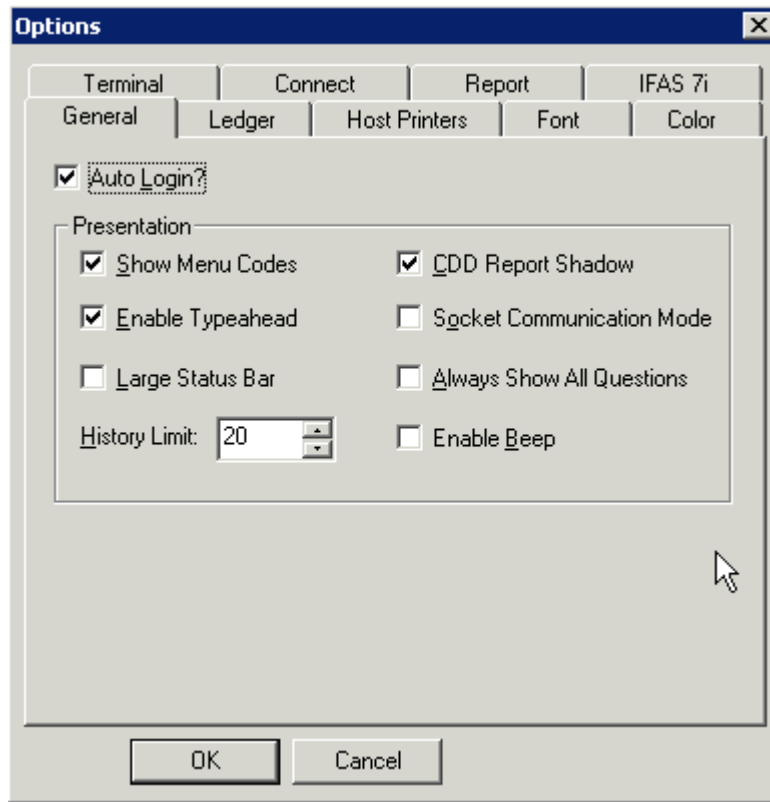 Options
Terminal Connect Report IFAS 7i
General Ledger Host Printers Font Color
Auto Login?
Presentation
Show Menu Codes CDD Report Shadow
Enable Typeahead Socket Communication Mode
Large Status Bar Always Show All Questions
History Limit: 20 Enable Beep
OK Cancel